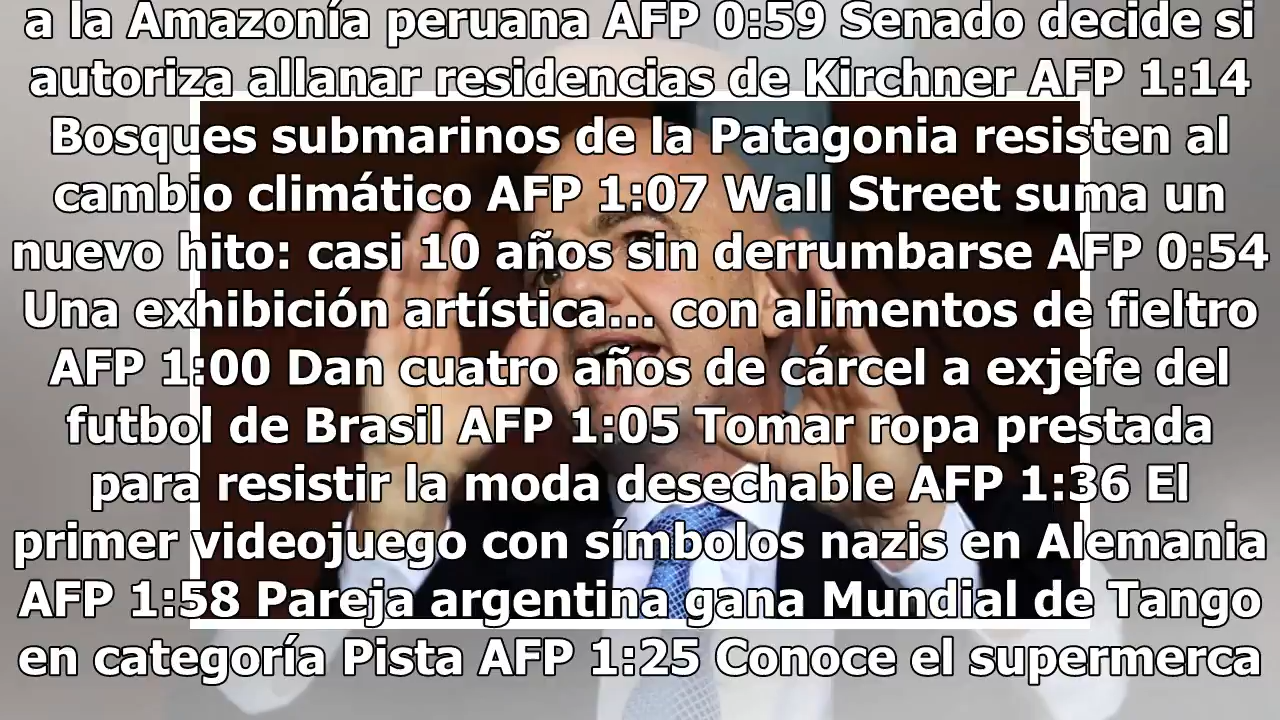 a la Amazonía peruana AFP 0:59 Senado decide si
autoriza allanar residencias de Kirchner AFP 1:14
Bosques submarinos de la Patagonia resisten al
cambio climático AFP 1:07 Wall Street suma un
nuevo hito: casi 10 años sin derrumbarse AFP 0:54
Una exhibición artística... con alimentos de fieltro
AFP 1:00 Dan cuatro años de cárcel a exjefe del
futbol de Brasil AFP 1:05 Tomar ropa prestada
para resistir la moda desechable AFP 1:36 El
primer videojuego con símbolos nazis en Alemania
AFP 1:58 Pareja argentina gana Mundial de Tango
en categoría Pista AFP 1:25 Conoce el supermerca